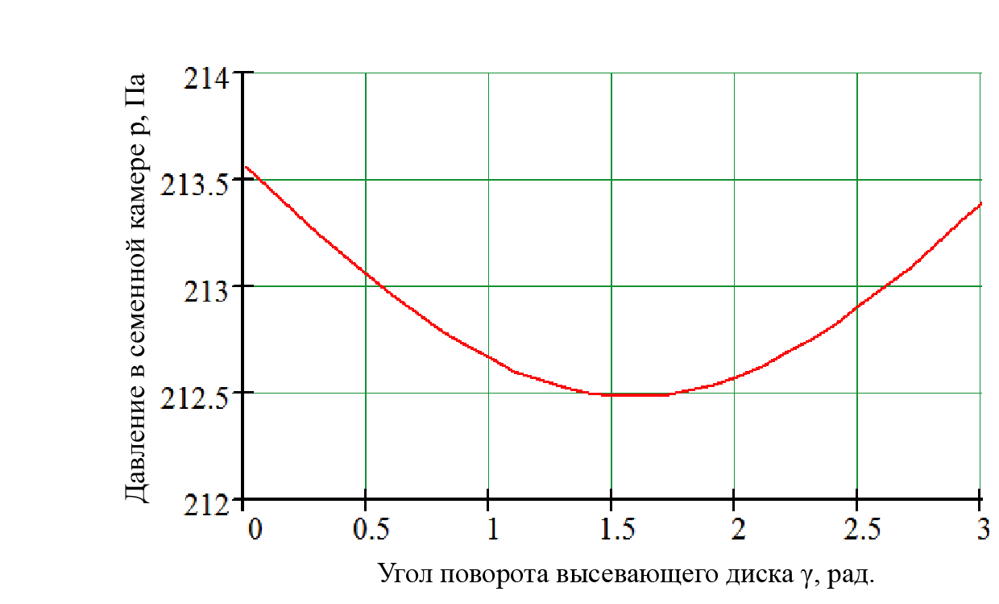 Давление в семенной камере р, Па
214
213.5
213
212.5
212
0 0.5 1 1.5 2 2.5 3
Угол поворота высевающего диска γ, рад.